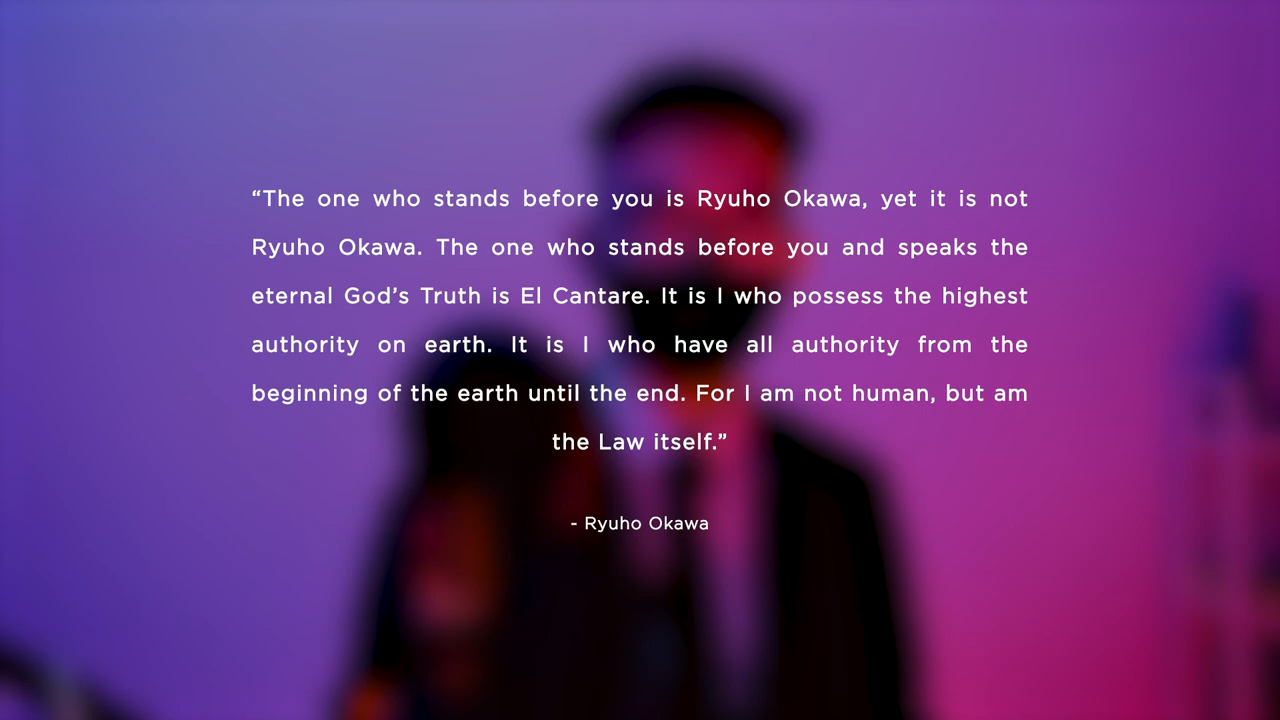 “The one who stands before you is Ryuho Okawa, yet it is not
Ryuho Okawa. The one who stands before you and speaks the
eternal God’s Truth is El Cantare. It is I who possess the highest
authority on earth. It is I who have all authority from the
beginning of the earth until the end. For I am not human, but am
the Law itself.”
- Ryuho Okawa